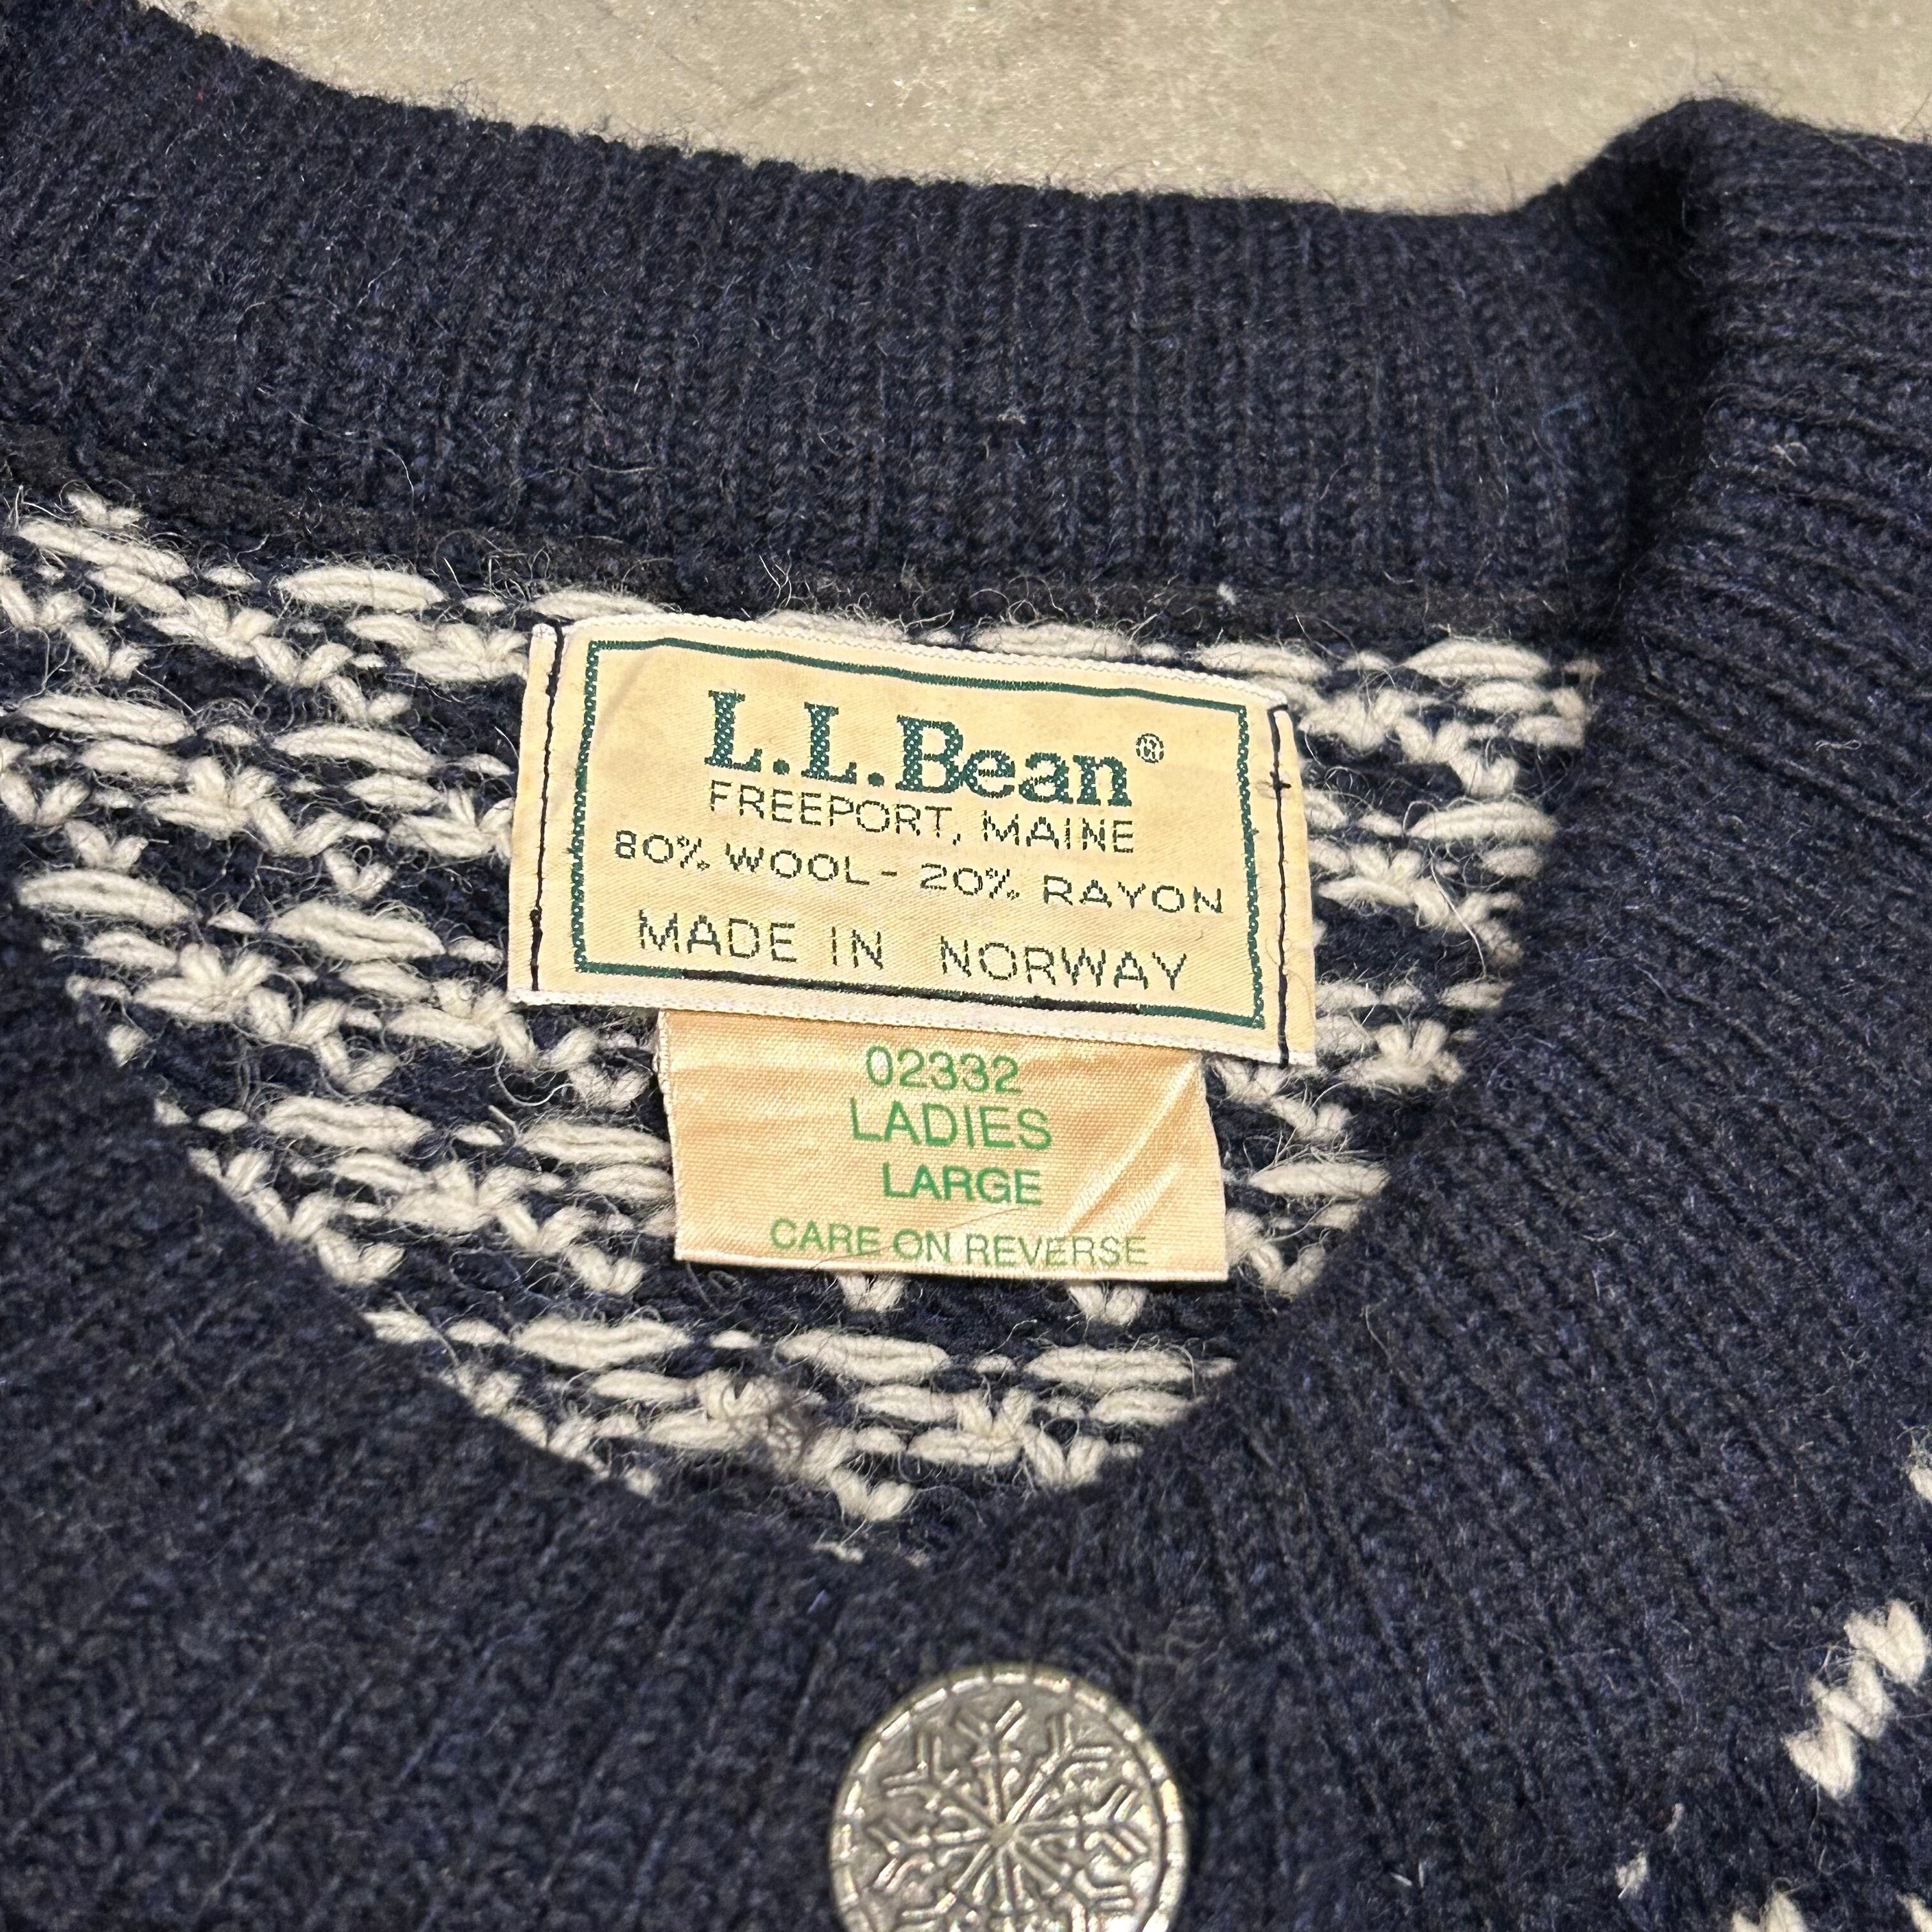 L.L.Bean®
FREEPORT, MAINE
80% WOOL - 20% RAYON
MADE IN NORWAY
02332
LADIES
LARGE
CARE ON REVERSE